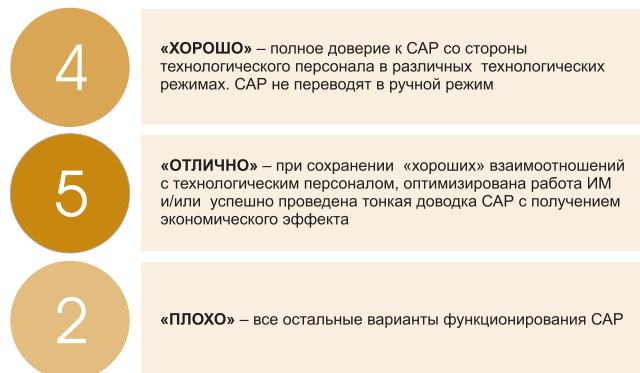 4
«ХОРОШО» – полное доверие к САР со стороны
технологического персонала в различных технологических
режимах. САР не переводят в ручной режим
5
«ОТЛИЧНО» – при сохранении «хороших» взаимоотношений
с технологическим персоналом, оптимизирована работа ИМ
и/или успешно проведена тонкая доводка САР с получением
экономического эффекта
2
«ПЛОХО» – все остальные варианты функционирования САР